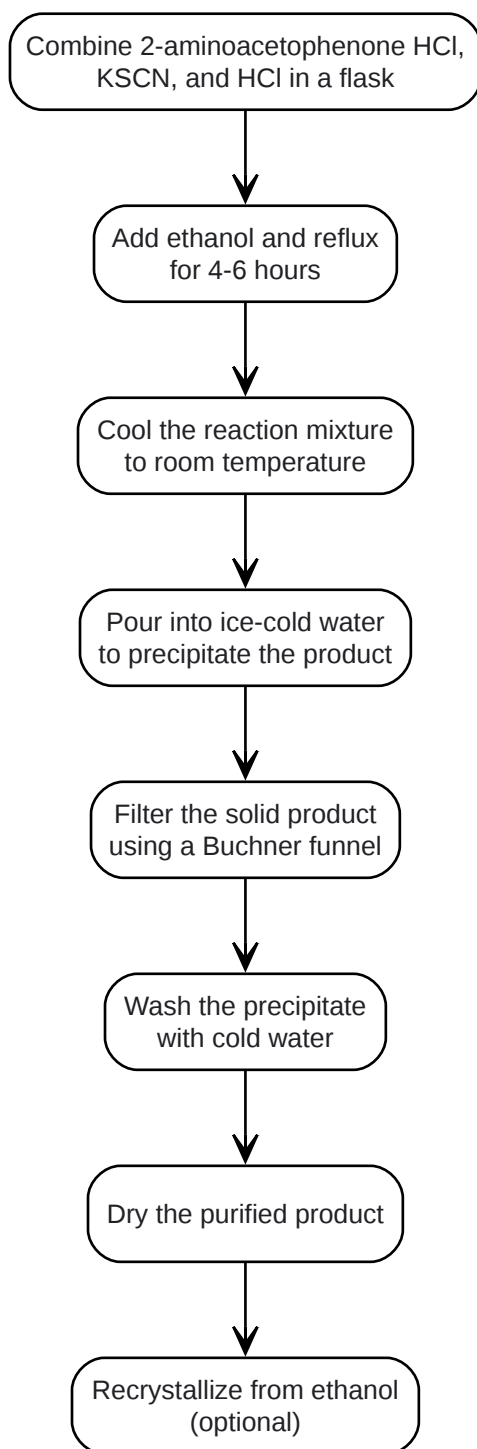 Combine 2-aminoacetophenone HCl,
KSCN, and HCl in a flask
Add ethanol and reflux
for 4-6 hours
Cool the reaction mixture
to room temperature
Pour into ice-cold water
to precipitate the product
Filter the solid product
using a Buchner funnel
Wash the precipitate
with cold water
Dry the purified product
Recrystallize from ethanol
(optional)